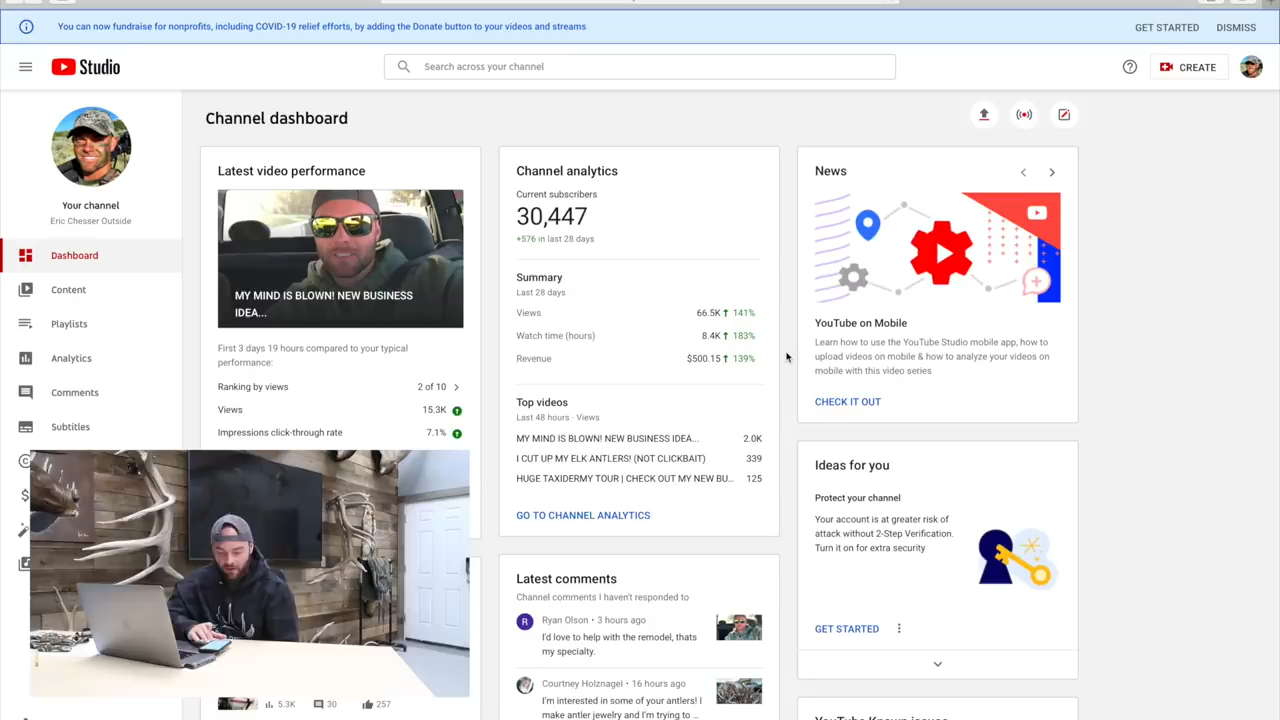 You can now fundraise for nonprofits, including COVID-19 relief efforts, by adding the Donate button to your videos and streams
GET STARTED
DISMISS
Studio
Search across your channel
CREATE
Your channel
Eric Chesser Outside
Dashboard
Content
Playlists
Analytics
Comments
Subtitles
Channel dashboard
Latest video performance
MY MIND IS BLOWN! NEW BUSINESS
IDEA...
First 3 days 19 hours compared to your typical
performance:
Ranking by views 2 of 10
Views 15.3K
Impressions click-through rate 7.1%
5.3K 30 257
Channel analytics
Current subscribers
30,447
+576 in last 28 days
Summary
Last 28 days
Views 66.5K 141%
Watch time (hours) 8.4K 183%
Revenue $500.15 139%
Top videos
Last 48 hours · Views
MY MIND IS BLOWN! NEW BUSINESS IDEA... 2.0K
I CUT UP MY ELK ANTLERS! (NOT CLICKBAIT) 339
HUGE TAXIDERMY TOUR | CHECK OUT MY NEW BU... 125
GO TO CHANNEL ANALYTICS
Latest comments
Channel comments I haven't responded to
R
Ryan Olson • 3 hours ago
I'd love to help with the remodel, thats
my specialty.
Courtney Holznagel • 16 hours ago
I'm interested in some of your antlers! I
make antler jewelry and I'm trying to ...
News
YouTube on Mobile
Learn how to use the YouTube Studio mobile app, how to
upload videos on mobile & how to analyze your videos on
mobile with this video series
CHECK IT OUT
Ideas for you
Protect your channel
Your account is at greater risk of
attack without 2-Step Verification.
Turn it on for extra security
GET STARTED
YouTube Known issues